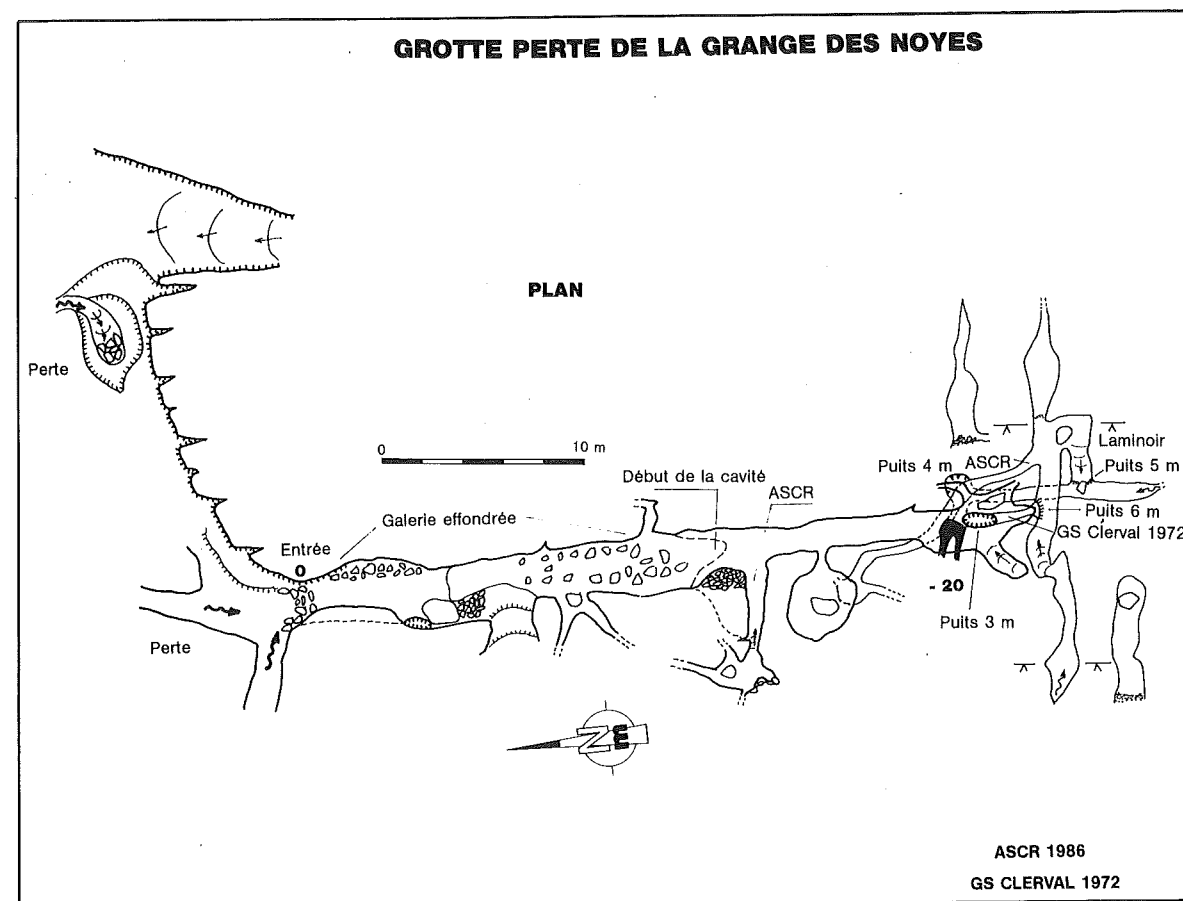 GROTTE PERTE DE LA GRANGE DES NOYES
PLAN
Perte
0 10 m
Laminoir
Puits 4 m
ASCR
Puits 5 m
Début de la cavité
ASCR
Puits 6 m
Galerie effondrée
GS Clerval 1972
Entrée
0
- 20
Puits 3 m
Perte
NE
ASCR 1986
GS CLERVAL 1972